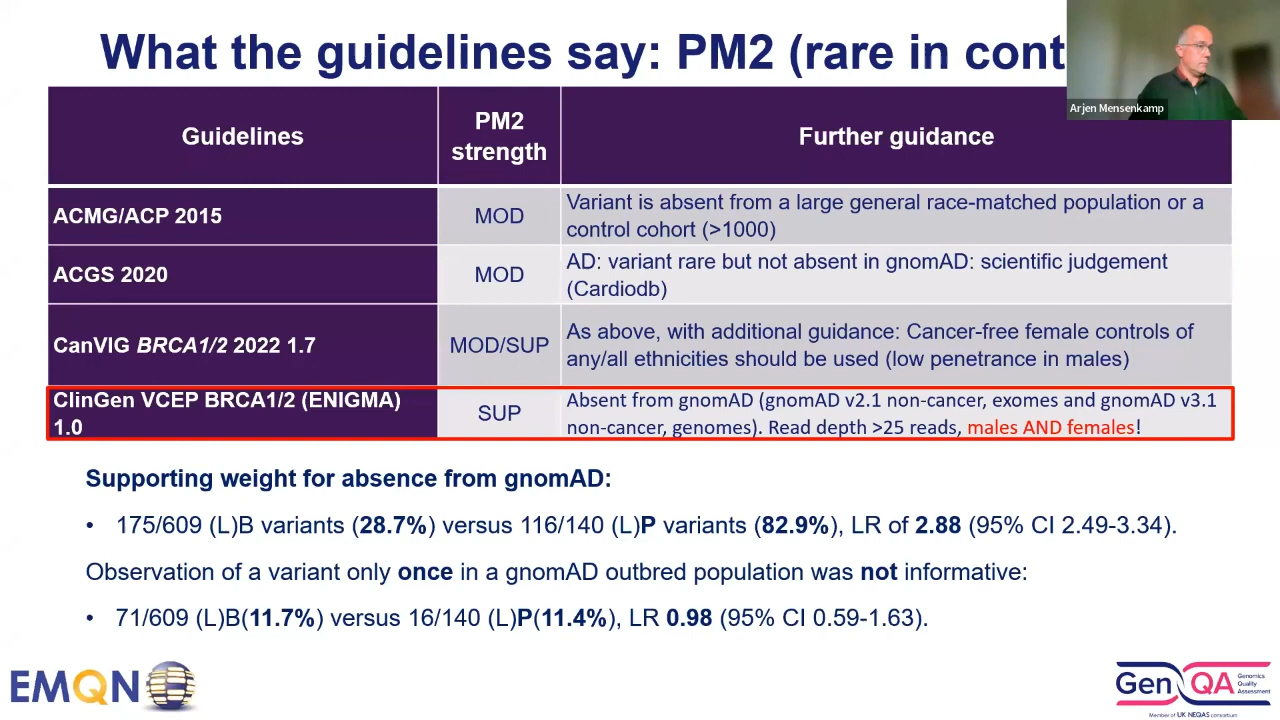 What the guidelines say: PM2 (rare in cont
Arjen Mensenkamp
Guidelines
PM2
strength
Further guidance
ACMG/ACP 2015
MOD
Variant is absent from a large general race-matched population or a
control cohort (>1000)
ACGS 2020
MOD
AD: variant rare but not absent in gnomAD: scientific judgement
(Cardiodb)
CanVIG BRCA1/2 2022 1.7
MOD/SUP
As above, with additional guidance: Cancer-free female controls of
any/all ethnicities should be used (low penetrance in males)
ClinGen VCEP BRCA1/2 (ENIGMA)
1.0
SUP
Absent from gnomAD (gnomAD v2.1 non-cancer, exomes and gnomAD v3.1
non-cancer, genomes). Read depth >25 reads, males AND females!
Supporting weight for absence from gnomAD:
• 175/609 (L)B variants (28.7%) versus 116/140 (L)P variants (82.9%), LR of 2.88 (95% CI 2.49-3.34).
Observation of a variant only once in a gnomAD outbred population was not informative:
• 71/609 (L)B(11.7%) versus 16/140 (L)P(11.4%), LR 0.98 (95% CI 0.59-1.63).
EMQN
GenQA
Genomics
Quality
Assessment
Member of UK NEQAS consortium